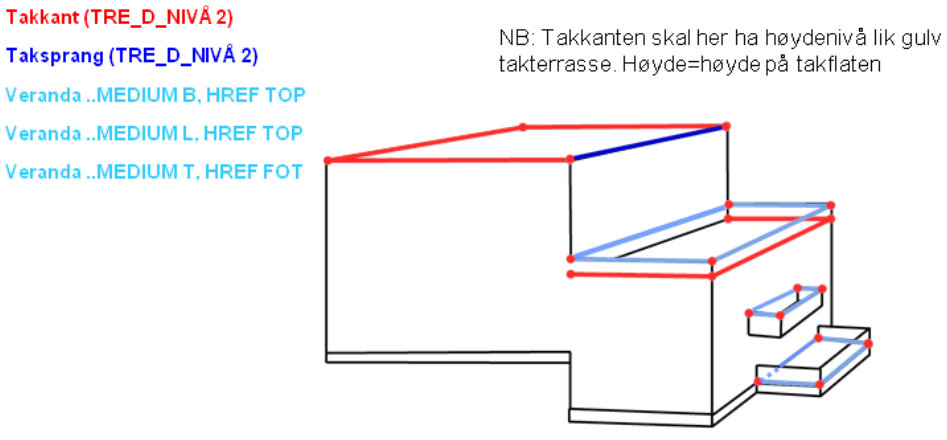 Takkant (TRE_D_NIVÅ 2)
Taksprang (TRE_D_NIVÅ 2)
Veranda ..MEDIUM B, HREF TOP
Veranda ..MEDIUM L, HREF TOP
Veranda ..MEDIUM T, HREF FOT
NB: Takkanten skal her ha høydenivå lik gulv
takterrasse. Høyde=høyde på takflaten